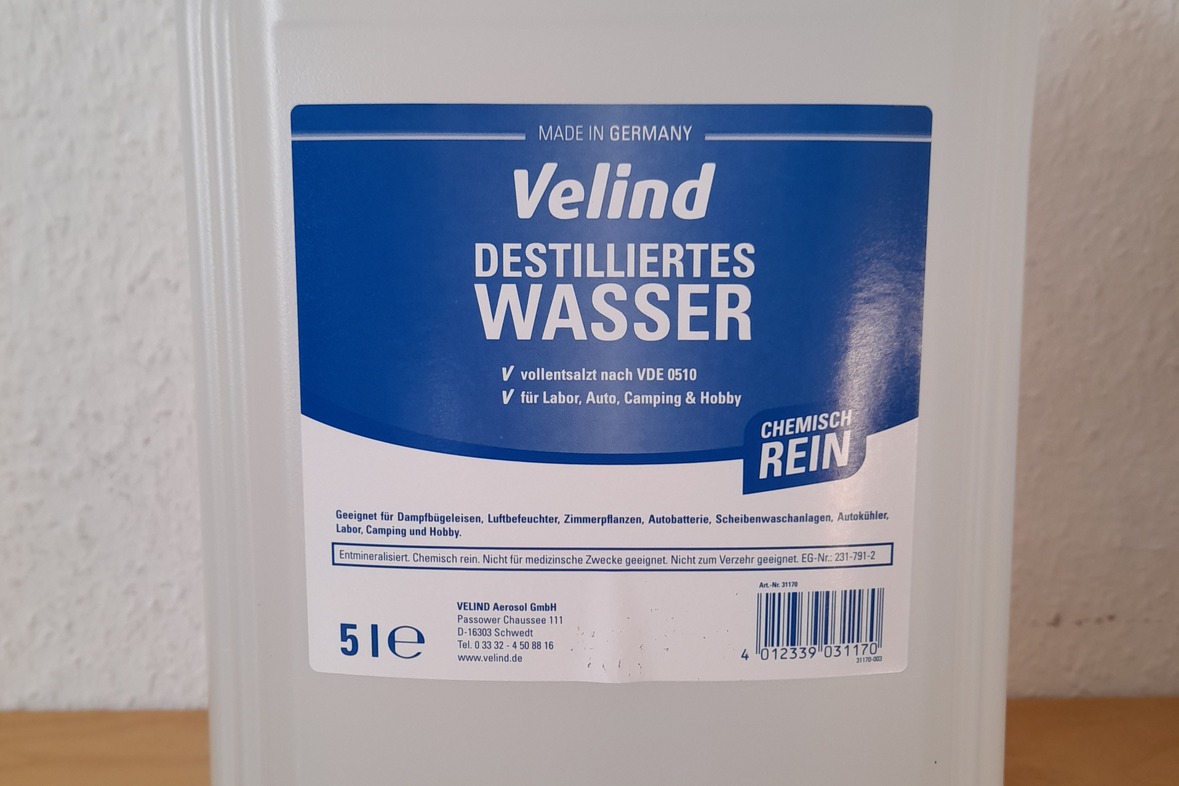 MADE IN GERMANY
Velind
DESTILLIERTES
WASSER
✓ vollentsalzt nach VDE 0510
✓ für Labor, Auto, Camping & Hobby
CHEMISCH
REIN
Geeignet für Dampfbügeleisen, Luftbefeuchter, Zimmerpflanzen, Autobatterie, Scheibenwaschanlagen, Autokühler,
Labor, Camping und Hobby.
Entmineralisiert. Chemisch rein. Nicht für medizinsche Zwecke geeignet. Nicht zum Verzehr geeignet. EG-Nr.: 231-791-2
5 l ℮
VELIND Aerosol GmbH
Passower Chaussee 111
D-16303 Schwedt
Tel. 0 33 32 - 4 50 88 16
www.velind.de
Art.-Nr. 31170
4 012339 031170
31170-003